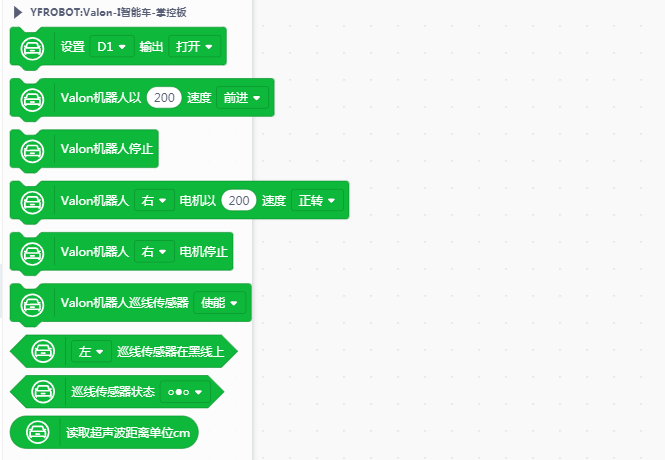 YFROBOT:Valon-I智能车-掌控板
设置 D1 输出 打开
Valon机器人以 200 速度 前进
Valon机器人停止
Valon机器人 右 电机以 200 速度 正转
Valon机器人 右 电机停止
Valon机器人巡线传感器 使能
左 巡线传感器在黑线上
巡线传感器状态 ○●○
读取超声波距离单位cm